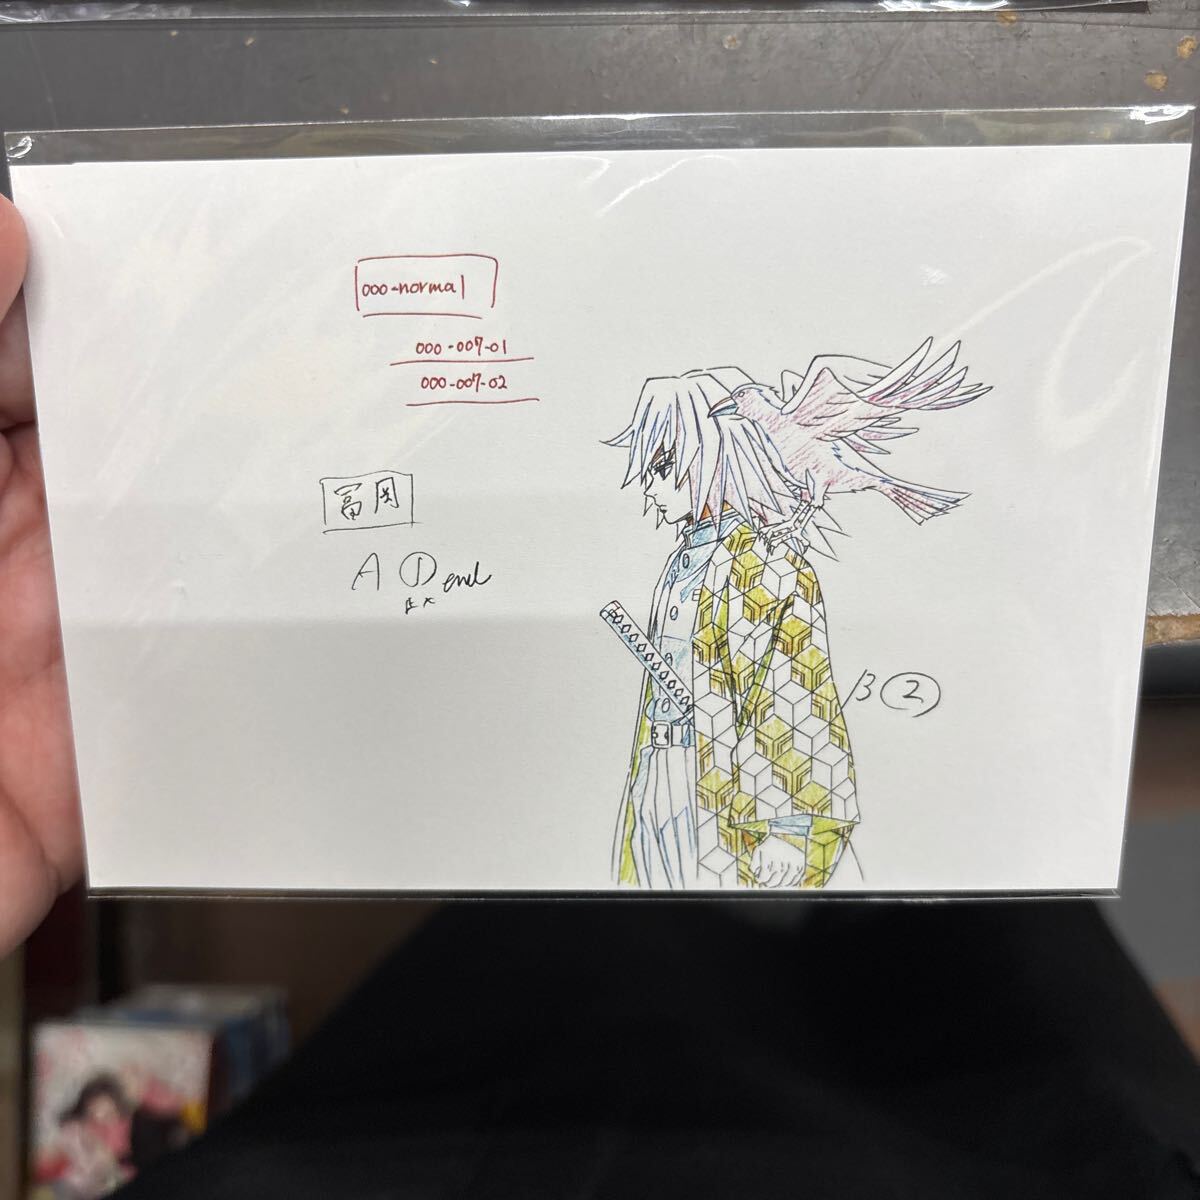 000-normal
000-007-01
000-007-02
冨岡
A ① end
B ②